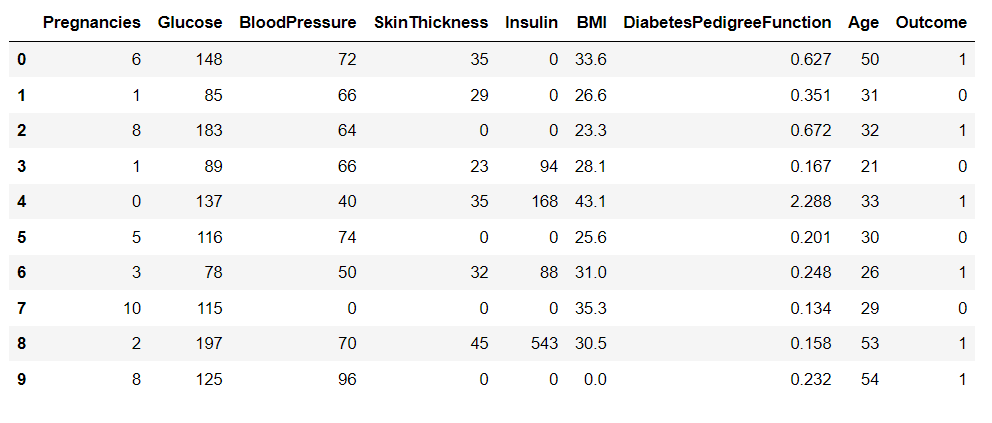 Pregnancies Glucose BloodPressure SkinThickness Insulin BMI DiabetesPedigreeFunction Age Outcome
0 6 148 72 35 0 33.6 0.627 50 1
1 1 85 66 29 0 26.6 0.351 31 0
2 8 183 64 0 0 23.3 0.672 32 1
3 1 89 66 23 94 28.1 0.167 21 0
4 0 137 40 35 168 43.1 2.288 33 1
5 5 116 74 0 0 25.6 0.201 30 0
6 3 78 50 32 88 31.0 0.248 26 1
7 10 115 0 0 0 35.3 0.134 29 0
8 2 197 70 45 543 30.5 0.158 53 1
9 8 125 96 0 0 0.0 0.232 54 1